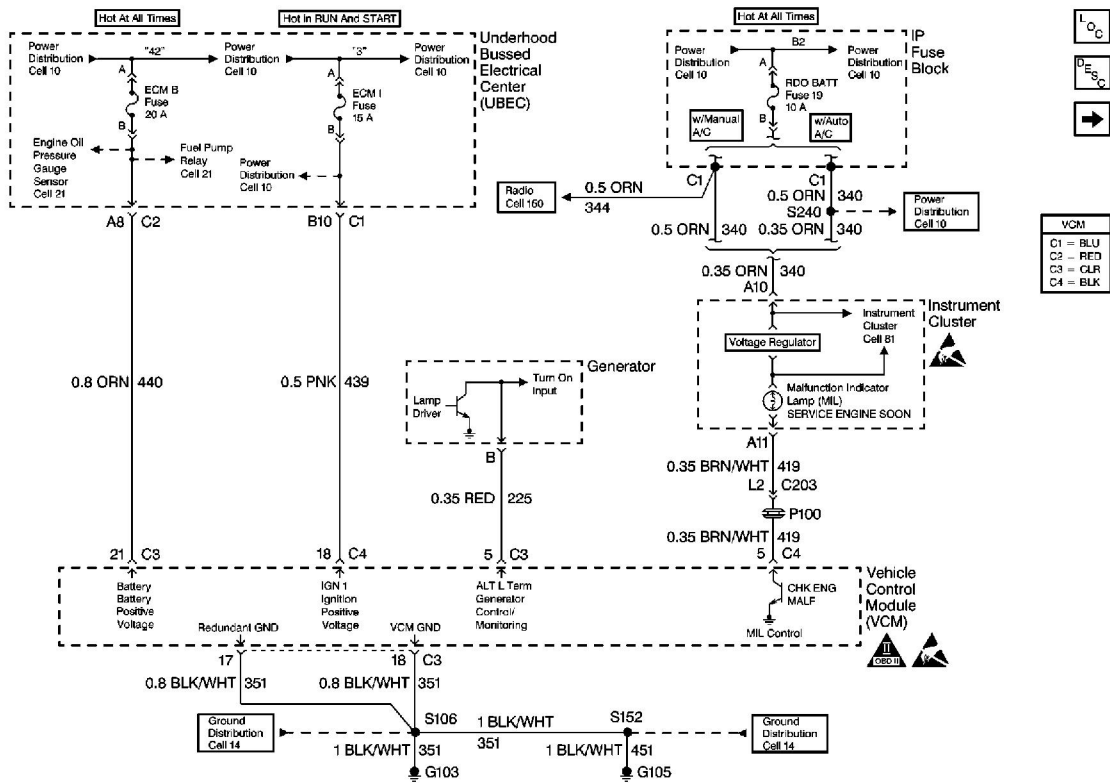 Hot At All Times
Hot In RUN And START
Hot At All Times
Power
Distribution
Cell 10
"42"
Power
Distribution
Cell 10
"3"
Power
Distribution
Cell 10
Underhood
Bussed
Electrical
Center
(UBEC)
A
ECM B
Fuse
20 A
B
A
ECM I
Fuse
15 A
B
Engine Oil
Pressure
Gauge
Sensor
Cell 21
Fuel Pump
Relay
Cell 21
Power
Distribution
Cell 10
A8
C2
B10
C1
Power
Distribution
Cell 10
B2
Power
Distribution
Cell 10
IP
Fuse
Block
A
RDO BATT
Fuse 19
10 A
B
w/Manual
A/C
w/Auto
A/C
C1
C1
Radio
Cell 150
0.5 ORN
344
0.5 ORN 340
S240
Power
Distribution
Cell 10
0.5 ORN 340
0.35 ORN 340
0.35 ORN 340
A10
L
O
C
D
E
S
C
VCM
C1 = BLU
C2 = RED
C3 = CLR
C4 = BLK
Instrument
Cluster
Instrument
Cluster
Cell 81
Voltage Regulator
Malfunction Indicator
Lamp (MIL)
SERVICE ENGINE SOON
A11
0.35 BRN/WHT 419
L2 C203
P100
0.35 BRN/WHT 419
5 C4
0.8 ORN 440
0.5 PNK 439
Generator
Lamp
Driver
Turn On
Input
B
0.35 RED 225
21 C3
18 C4
5 C3
Battery
Battery
Positive
Voltage
IGN 1
Ignition
Positive
Voltage
ALT L Term
Generator
Control/
Monitoring
CHK ENG
MALF
MIL Control
Vehicle
Control
Module
(VCM)
II
OBD II
Redundant GND
VCM GND
17
18 C3
0.8 BLK/WHT 351
0.8 BLK/WHT 351
Ground
Distribution
Cell 14
S106
1 BLK/WHT
351
S152
Ground
Distribution
Cell 14
1 BLK/WHT 351
G103
1 BLK/WHT 451
G105